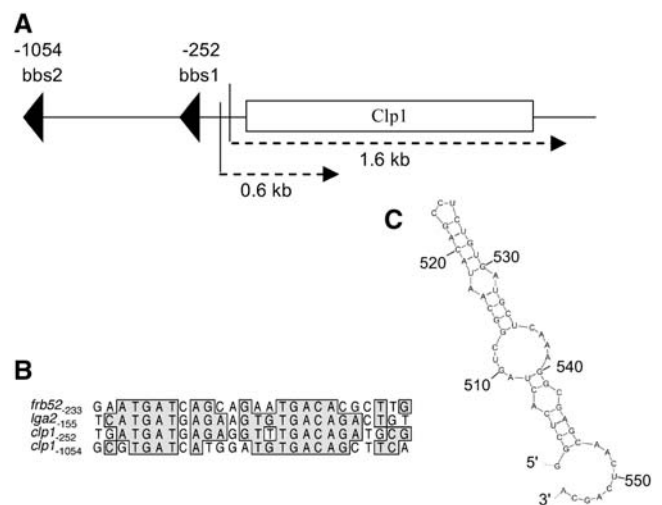 A
-1054
-252
bbs2
bbs1
Clp1
1.6 kb
0.6 kb
C
530
520
540
510
550
5'
3'
B
frb52-233 GAATGATCAGCAGAATGACACGCTTG
lga2-155 TCATGATGAGAAGTGTGACAGACTGT
clp1-252 TGATGATGAGAGGTTTGACAGATGCG
clp1-1054 GCGTGATCATGGATGTGACAGCTTCA